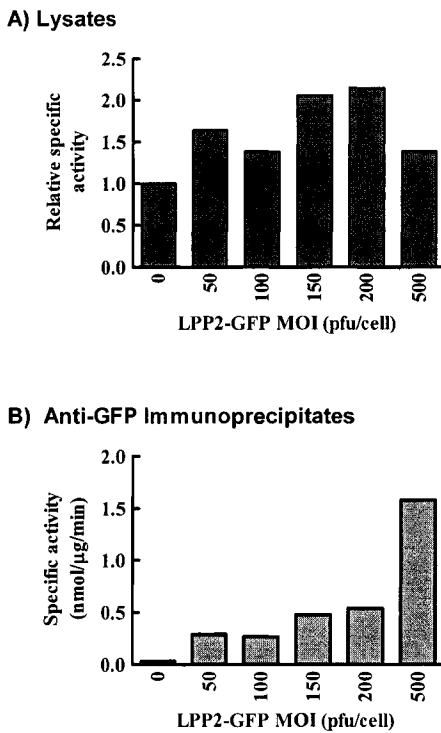 A) Lysates
Relative specific
activity
2.5
2.0
1.5
1.0
0.5
0.0
0
50
100
150
200
500
LPP2-GFP MOI (pfu/cell)
B) Anti-GFP Immunoprecipitates
Specific activity
(nmol/µg/min)
2.0
1.5
1.0
0.5
0.0
0
50
100
150
200
500
LPP2-GFP MOI (pfu/cell)